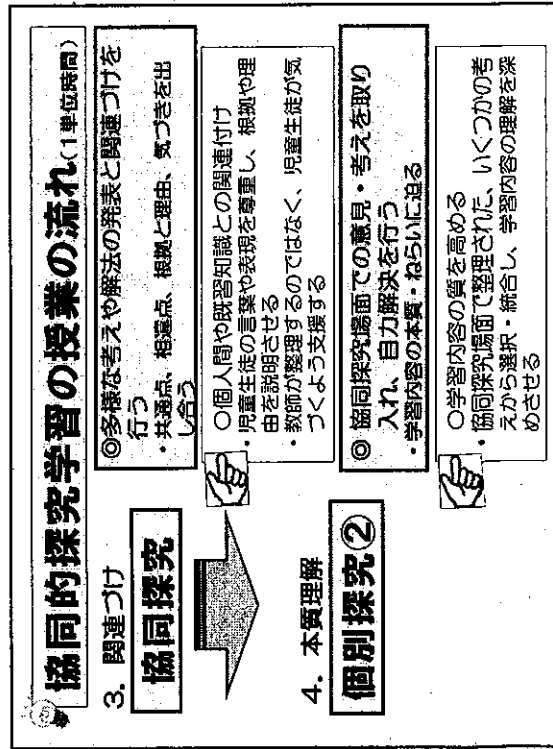 協同的探究学習の授業の流れ(1単位時間)
3. 関連づけ
協同探究
◎多様な考えや解法の発表と関連づけを
行う
・共通点、相違点、根拠と理由、気づきを出
し合う
○個人間や既習知識との関連付け
・児童生徒の言葉や表現を尊重し、根拠や理
由を説明させる
・教師が整理するのではなく、児童生徒が気
づくよう支援する
4. 本質理解
個別探究②
◎ 協同探究場面での意見・考えを取り
入れ、自力解決を行う
・学習内容の本質・ねらいに迫る
○学習内容の質を高める
・協同探究場面で整理された、いくつかの考
えから選択・統合し、学習内容の理解を深
めさせる